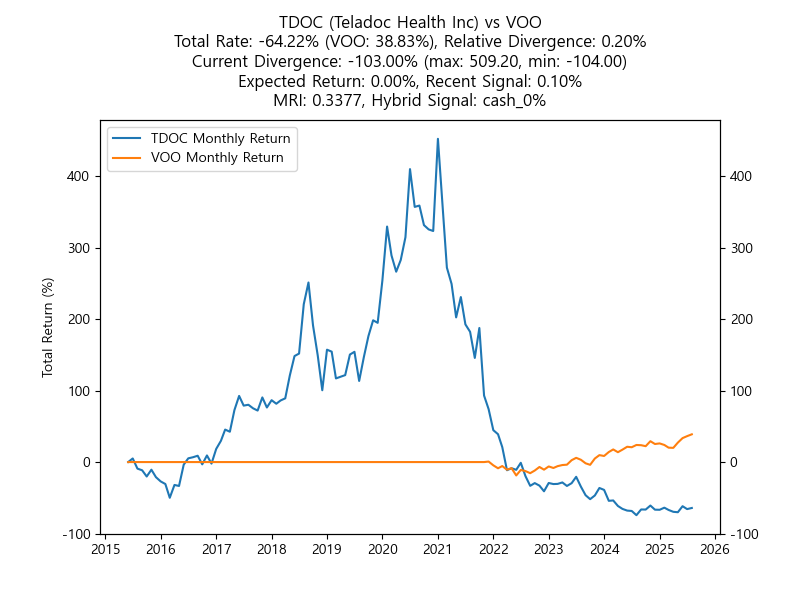 TDOC (Teladoc Health Inc) vs VOO
Total Rate: -64.22% (VOO: 38.83%), Relative Divergence: 0.20%
Current Divergence: -103.00% (max: 509.20, min: -104.00)
Expected Return: 0.00%, Recent Signal: 0.10%
MRI: 0.3377, Hybrid Signal: cash_0%
TDOC Monthly Return
VOO Monthly Return
Total Return (%)
400
300
200
100
0
-100
400
300
200
100
0
-100
2015 2016 2017 2018 2019 2020 2021 2022 2023 2024 2025 2026